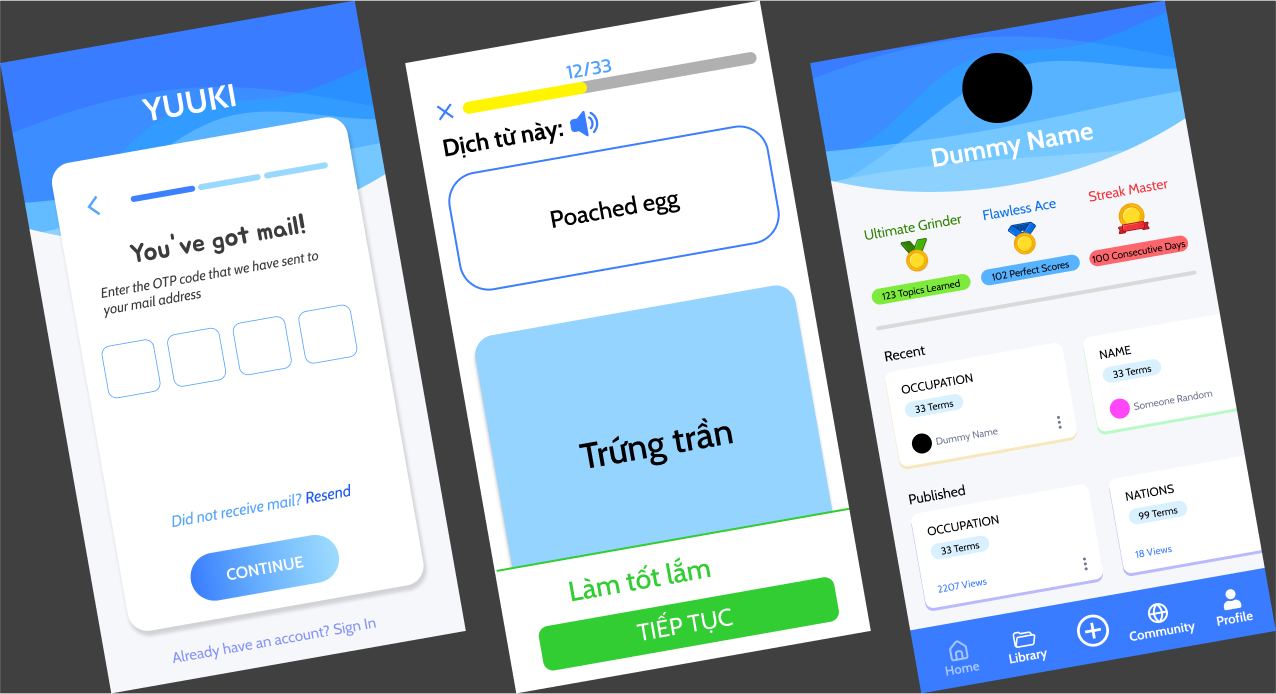 YUUKI
You've got mail!
Enter the OTP code that we have sent to
your mail address
Did not receive mail? Resend
CONTINUE
Already have an account? Sign In
12/33
Dịch từ này:
Poached egg
Trứng trần
Làm tốt lắm
TIẾP TỤC
Dummy Name
Ultimate Grinder
123 Topics Learned
Flawless Ace
102 Perfect Scores
Streak Master
100 Consecutive Days
Recent
OCCUPATION
33 Terms
Dummy Name
NAME
33 Terms
Someone Random
Published
OCCUPATION
33 Terms
2207 Views
NATIONS
99 Terms
18 Views
Home
Library
Community
Profile